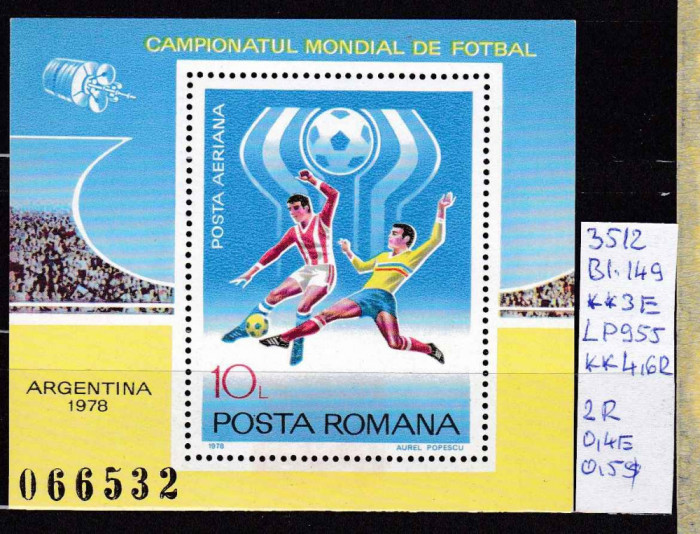 CAMPIONATUL MONDIAL DE FOTBAL
POSTA AERIANA
10L
POSTA ROMANA
1978
AUREL POPESCU
ARGENTINA
1978
066532
3512
Bl.149
**3E
LP955
**4,6R
2R
0,4E
0,5$